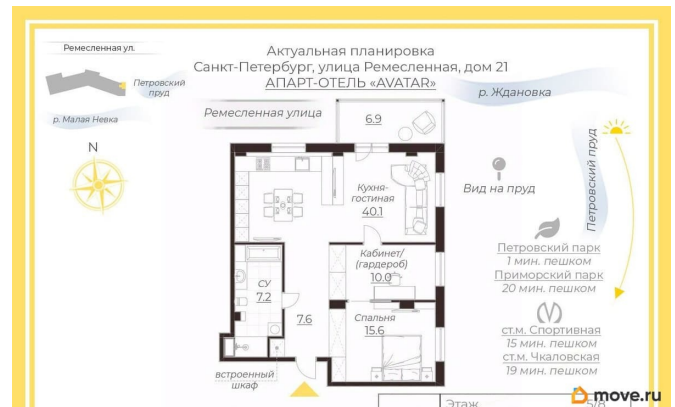 Ремесленная ул.
Актуальная планировка
Санкт-Петербург, улица Ремесленная, дом 21
АПАРТ-ОТЕЛЬ «AVATAR»
Петровский
пруд
р. Малая Невка
р. Ждановка
Ремесленная улица
6.9
Петровский пруд
N
Вид на пруд
Кухня-
гостиная
40.1
Кабинет/
(гардероб)
10.0
СУ
7.2
7.6
Спальня
15.6
встроенный
шкаф
Петровский парк
1 мин. пешком
Приморский парк
20 мин. пешком
ст.м. Спортивная
15 мин. пешком
ст.м. Чкаловская
19 мин. пешком
Этаж 5/8
move.ru